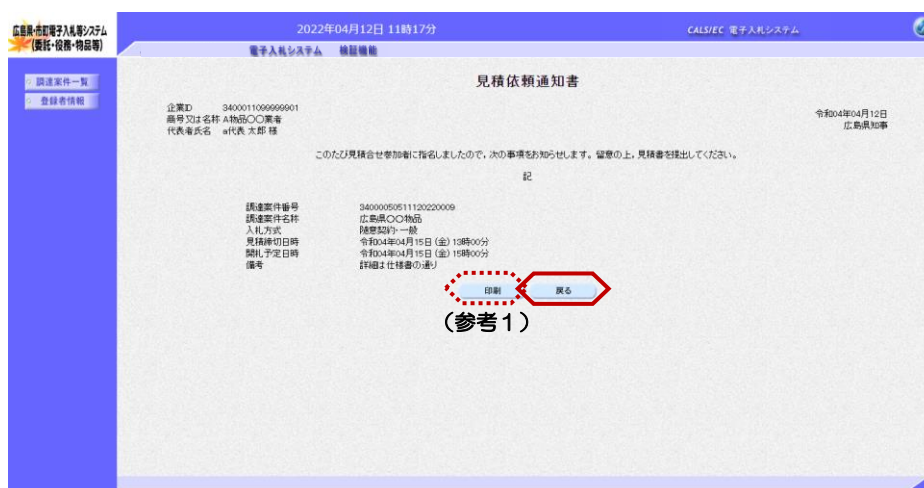 広島県・市町電子入札等システム
(委託・役務・物品等)
2022年04月12日 11時17分
CALS/EC 電子入札システム
電子入札システム 検証機能
調達案件一覧
登録者情報
見積依頼通知書
企業ID 3400011099999901
商号又は名称 A物品〇〇業者
代表者氏名 a代表 太郎 様
令和04年04月12日
広島県知事
このたび見積合せ参加者に指名しましたので，次の事項をお知らせします。留意の上，見積書を提出してください。
記
調達案件番号 34000050511120220009
調達案件名称 広島県〇〇物品
入札方式 随意契約-一般
見積締切日時 令和04年04月15日 (金) 13時00分
開札予定日時 令和04年04月15日 (金) 15時00分
備考 詳細は仕様書の通り
印刷 戻る
（参考１）